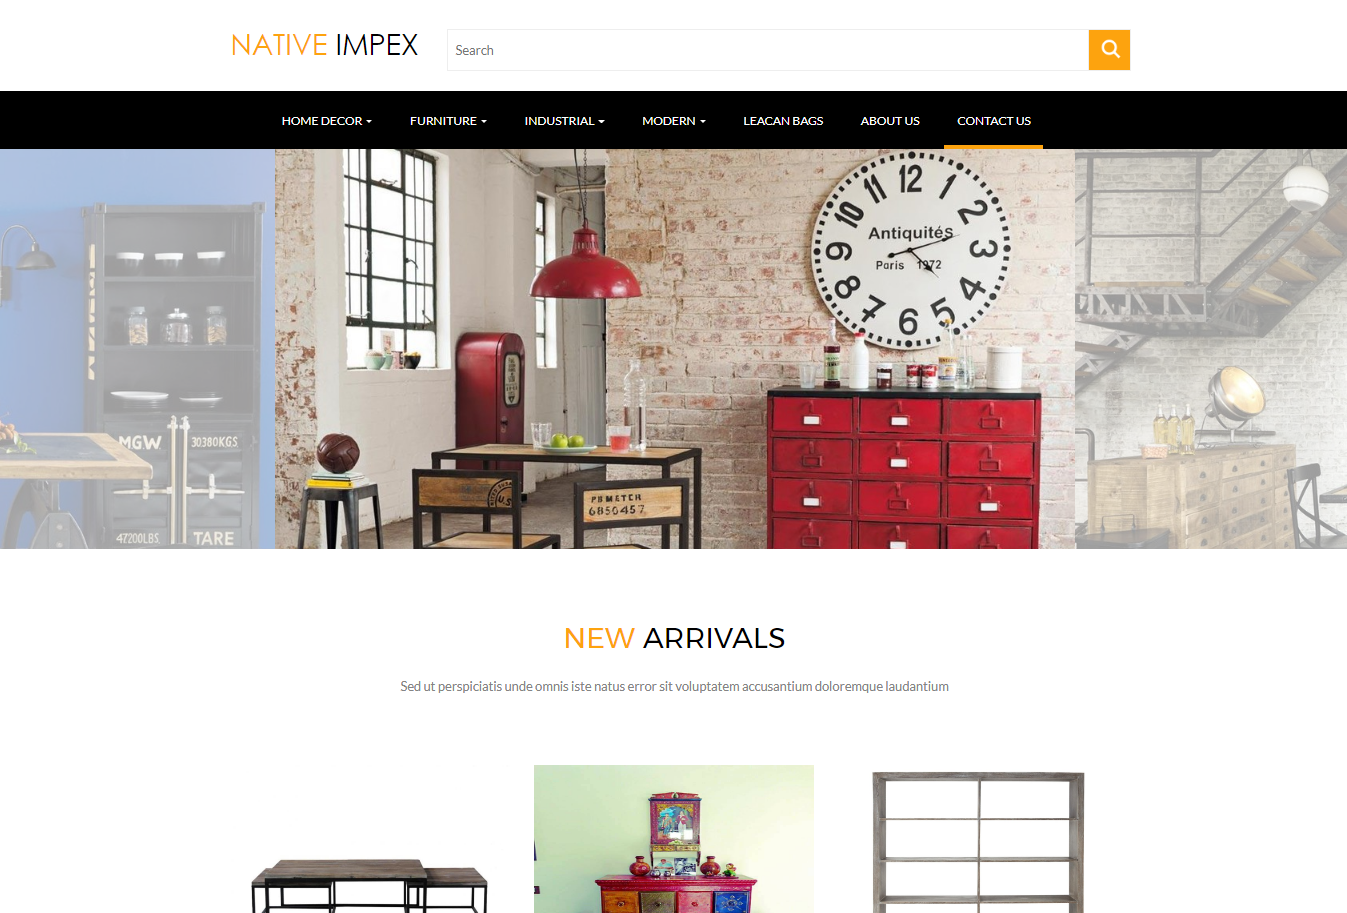 NATIVE IMPEX
Search
HOME DECOR
FURNITURE
INDUSTRIAL
MODERN
LEACAN BAGS
ABOUT US
CONTACT US
12
2
3
4
5
6
7
8
9
10
11
Antiquités
Paris 1972
MGW
30380KGS
47200LBS.
TARE
U.S
PBMETCH
6850457
NEW ARRIVALS
Sed ut perspiciatis unde omnis iste natus error sit voluptatem accusantium doloremque laudantium